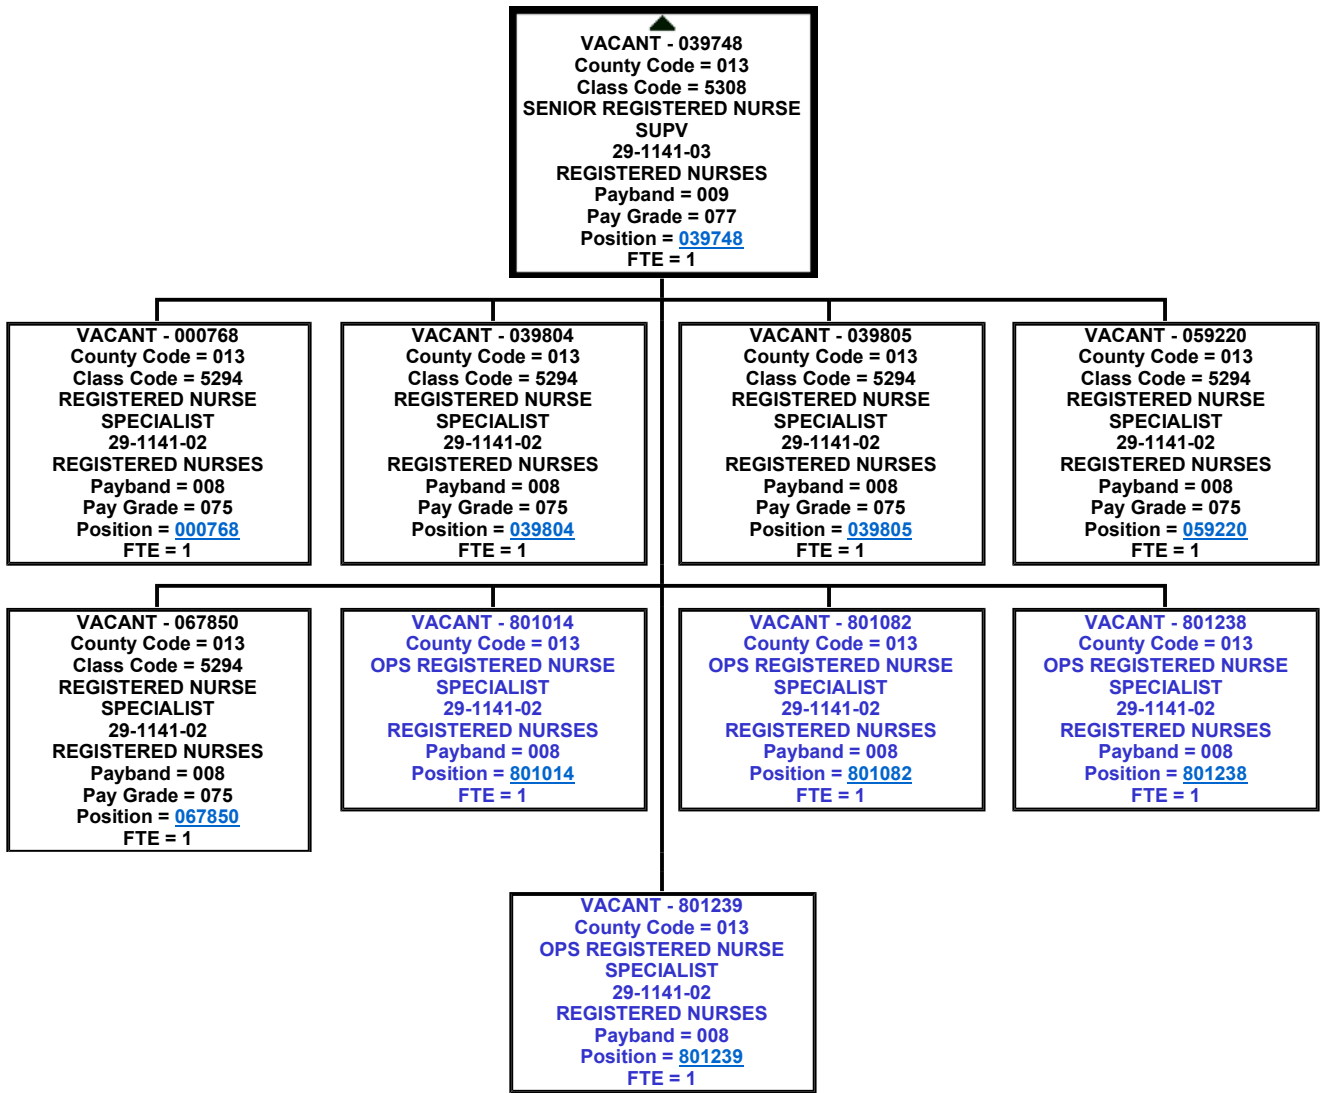 VACANT - 039748
County Code = 013
Class Code = 5308
SENIOR REGISTERED NURSE
SUPV
29-1141-03
REGISTERED NURSES
Payband = 009
Pay Grade = 077
Position = 039748
FTE = 1
VACANT - 000768
County Code = 013
Class Code = 5294
REGISTERED NURSE
SPECIALIST
29-1141-02
REGISTERED NURSES
Payband = 008
Pay Grade = 075
Position = 000768
FTE = 1
VACANT - 039804
County Code = 013
Class Code = 5294
REGISTERED NURSE
SPECIALIST
29-1141-02
REGISTERED NURSES
Payband = 008
Pay Grade = 075
Position = 039804
FTE = 1
VACANT - 039805
County Code = 013
Class Code = 5294
REGISTERED NURSE
SPECIALIST
29-1141-02
REGISTERED NURSES
Payband = 008
Pay Grade = 075
Position = 039805
FTE = 1
VACANT - 059220
County Code = 013
Class Code = 5294
REGISTERED NURSE
SPECIALIST
29-1141-02
REGISTERED NURSES
Payband = 008
Pay Grade = 075
Position = 059220
FTE = 1
VACANT - 067850
County Code = 013
Class Code = 5294
REGISTERED NURSE
SPECIALIST
29-1141-02
REGISTERED NURSES
Payband = 008
Pay Grade = 075
Position = 067850
FTE = 1
VACANT - 801014
County Code = 013
OPS REGISTERED NURSE
SPECIALIST
29-1141-02
REGISTERED NURSES
Payband = 008
Position = 801014
FTE = 1
VACANT - 801082
County Code = 013
OPS REGISTERED NURSE
SPECIALIST
29-1141-02
REGISTERED NURSES
Payband = 008
Position = 801082
FTE = 1
VACANT - 801238
County Code = 013
OPS REGISTERED NURSE
SPECIALIST
29-1141-02
REGISTERED NURSES
Payband = 008
Position = 801238
FTE = 1
VACANT - 801239
County Code = 013
OPS REGISTERED NURSE
SPECIALIST
29-1141-02
REGISTERED NURSES
Payband = 008
Position = 801239
FTE = 1